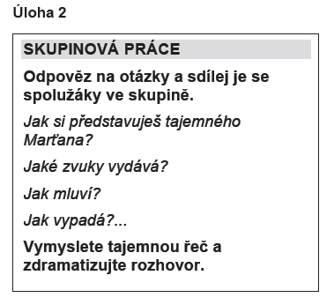 Úloha 2
SKUPINOVÁ PRÁCE
Odpověz na otázky a sdílej je se
spolužáky ve skupině.
Jak si představuješ tajemného
Marťana?
Jaké zvuky vydává?
Jak mluví?
Jak vypadá?...
Vymyslete tajemnou řeč a
zdramatizujte rozhovor.